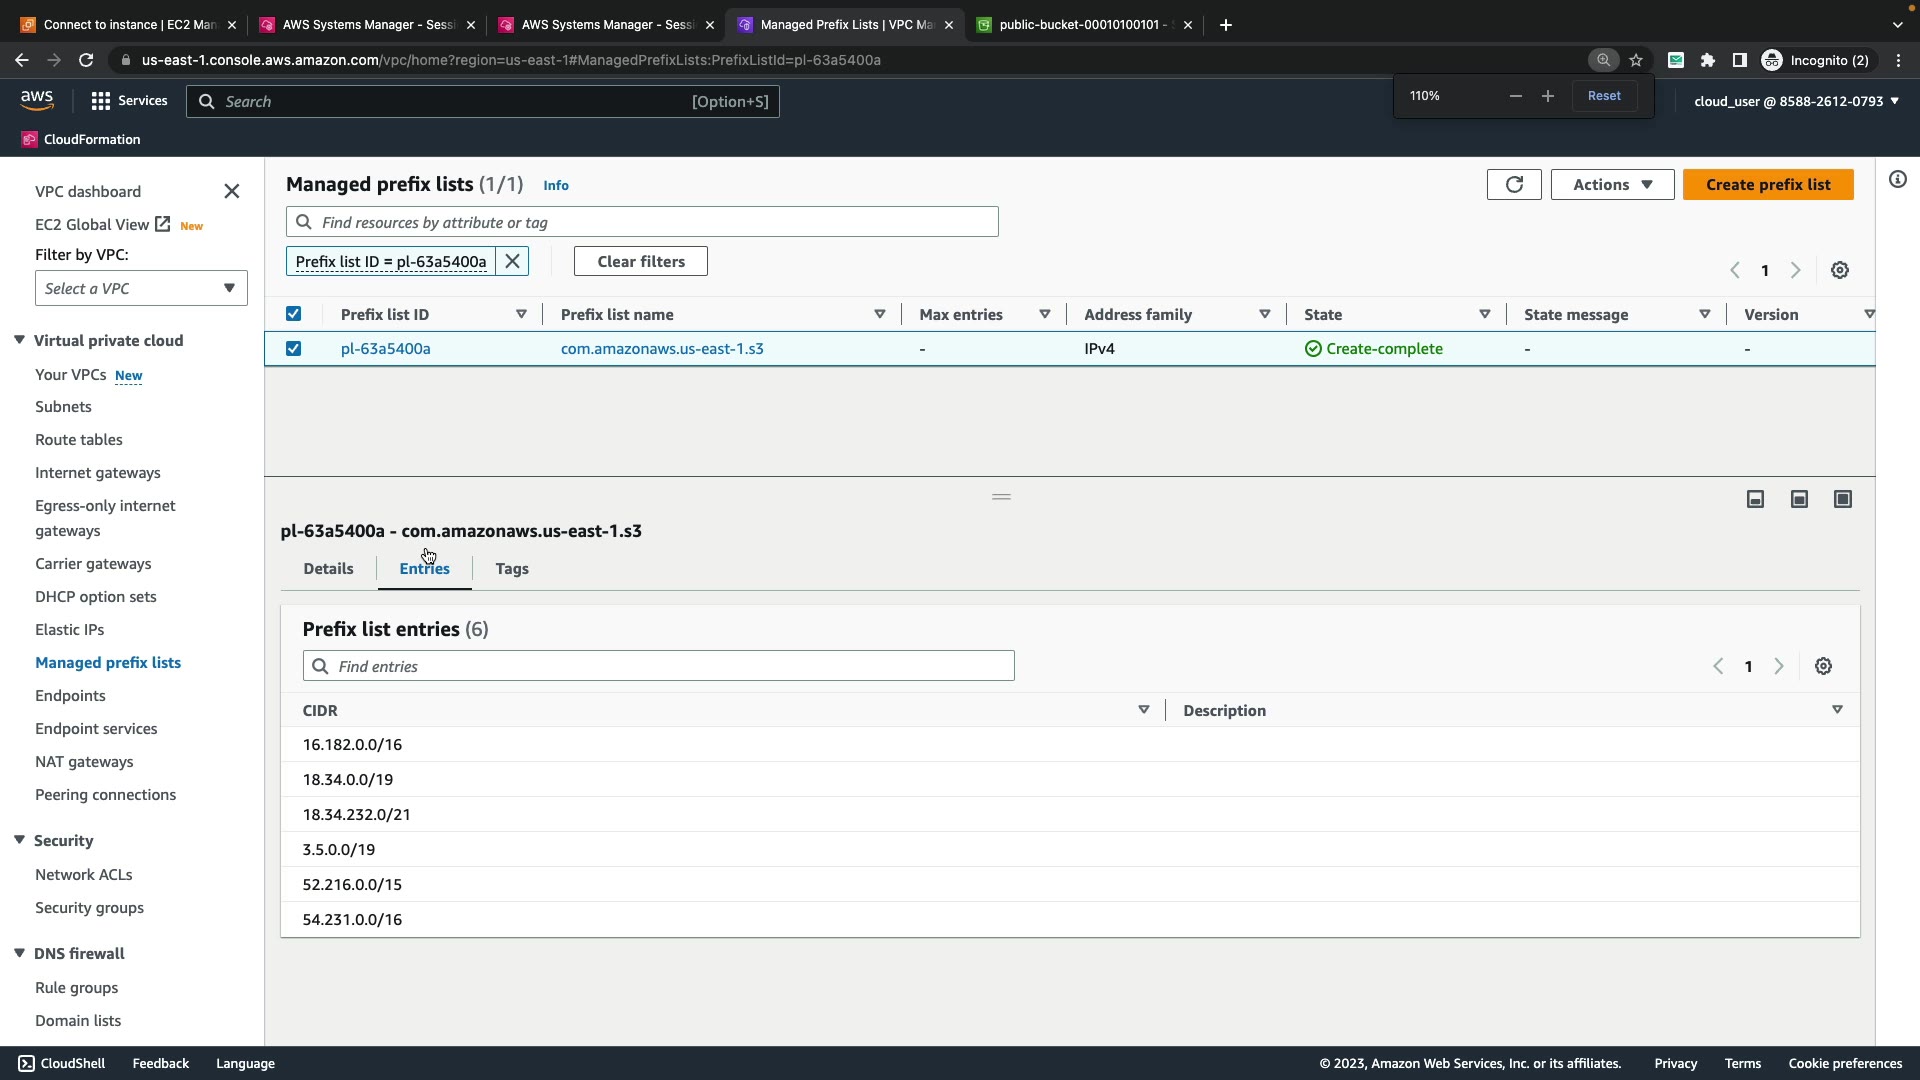 Connect to instance | EC2 Man
AWS Systems Manager - Sessi
AWS Systems Manager - Sessi
Managed Prefix Lists | VPC Ma
public-bucket-00010100101 -
us-east-1.console.aws.amazon.com/vpc/home?region=us-east-1#ManagedPrefixLists:PrefixListId=pl-63a5400a
Incognito (2)
aws
Services
Search
[Option+S]
110%
Reset
cloud_user @ 8588-2612-0793
CloudFormation
VPC dashboard
EC2 Global View New
Filter by VPC:
Select a VPC
Virtual private cloud
Your VPCs New
Subnets
Route tables
Internet gateways
Egress-only internet
gateways
Carrier gateways
DHCP option sets
Elastic IPs
Managed prefix lists
Endpoints
Endpoint services
NAT gateways
Peering connections
Security
Network ACLs
Security groups
DNS firewall
Rule groups
Domain lists
Managed prefix lists (1/1) Info
Actions
Create prefix list
Find resources by attribute or tag
Prefix list ID = pl-63a5400a
Clear filters
1
Prefix list ID Prefix list name Max entries Address family State State message Version
pl-63a5400a com.amazonaws.us-east-1.s3 - IPv4 Create-complete - -
pl-63a5400a - com.amazonaws.us-east-1.s3
Details Entries Tags
Prefix list entries (6)
Find entries
1
CIDR Description
16.182.0.0/16
18.34.0.0/19
18.34.232.0/21
3.5.0.0/19
52.216.0.0/15
54.231.0.0/16
CloudShell Feedback Language
© 2023, Amazon Web Services, Inc. or its affiliates. Privacy Terms Cookie preferences